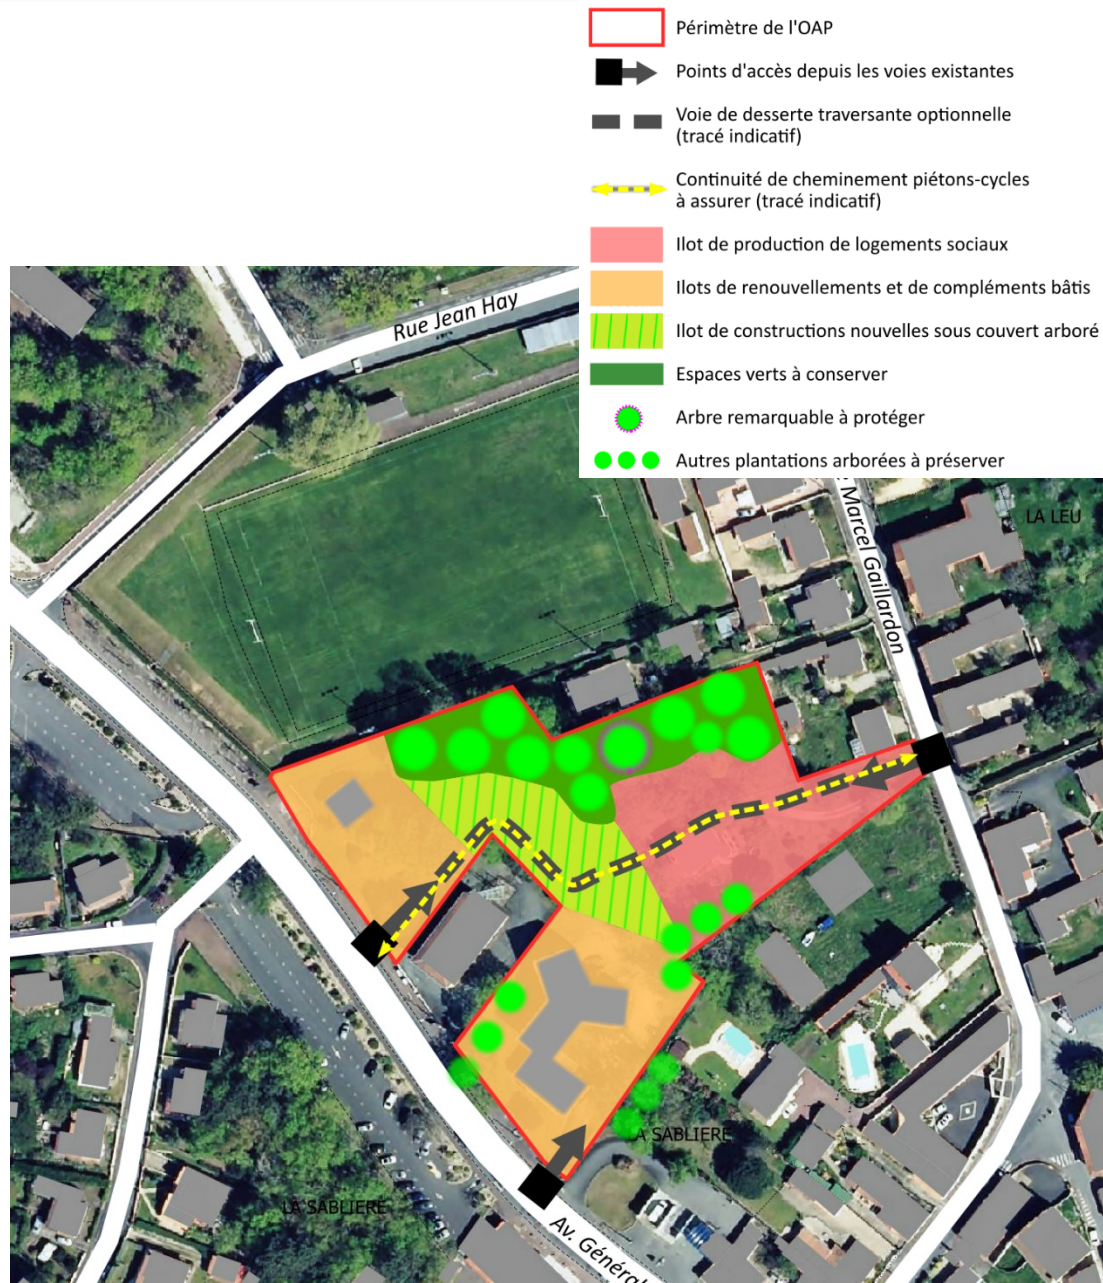 Périmètre de l'OAP
Points d'accès depuis les voies existantes
Voie de desserte traversante optionnelle
(tracé indicatif)
Continuité de cheminement piétons-cycles
à assurer (tracé indicatif)
Ilot de production de logements sociaux
Ilots de renouvellements et de compléments bâtis
Ilot de constructions nouvelles sous couvert arboré
Espaces verts à conserver
Arbre remarquable à protéger
Autres plantations arborées à préserver
Rue Jean Hay
Marcel Gaillardon
LA LEU
LA SABLIERE
LA SABLIERE
Av. Général